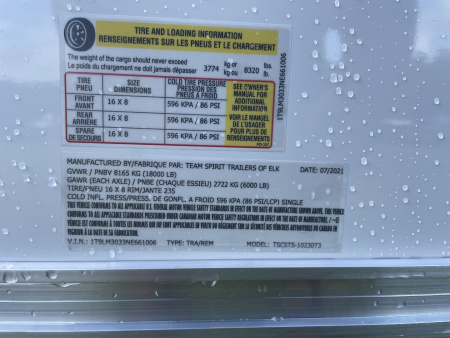 TIRE AND LOADING INFORMATION
RENSEIGNEMENTS SUR LES PNEUS ET LE CHARGEMENT
The weight of the cargo should never exceed
Le poids du chargement ne doit jamais dépasser 3774 kg or kg ou 8320 lbs. lb.
TIRE PNEU SIZE DIMENSIONS COLD TIRE PRESSURE PRESSION DES PNEUS A FROID
FRONT AVANT 16 X 8 596 KPA / 86 PSI
REAR ARRIÈRE 16 X 8 596 KPA / 86 PSI
SPARE DE SECOURS 16 X 8 596 KPA / 86 PSI
SEE OWNER'S
MANUAL FOR
ADDITIONAL
INFORMATION
VOIR LE MANUEL
DE L'USAGER
POUR PLUS DE
RENSEIGNEMENTS
1T9LM3033NE661006
MANUFACTURED BY/FABRIQUE PAR: TEAM SPIRIT TRAILERS OF ELK DATE: 07/2021
GVWR / PNBV 8165 KG (18000 LB)
GAWR (EACH AXLE) / PNBE (CHAQUE ESSIEU) 2722 KG (6000 LB)
TIRE/PNEU 16 X 8 RIM/JANTE 235
COLD INFL. PRESS./PRESS. DE GONFL. A FROID 596 KPA (86 PSI/LPC) SINGLE
V.I.N.: 1T9LM3033NE661006 TYPE: TRA/REM MODEL: TSCST5-1023073